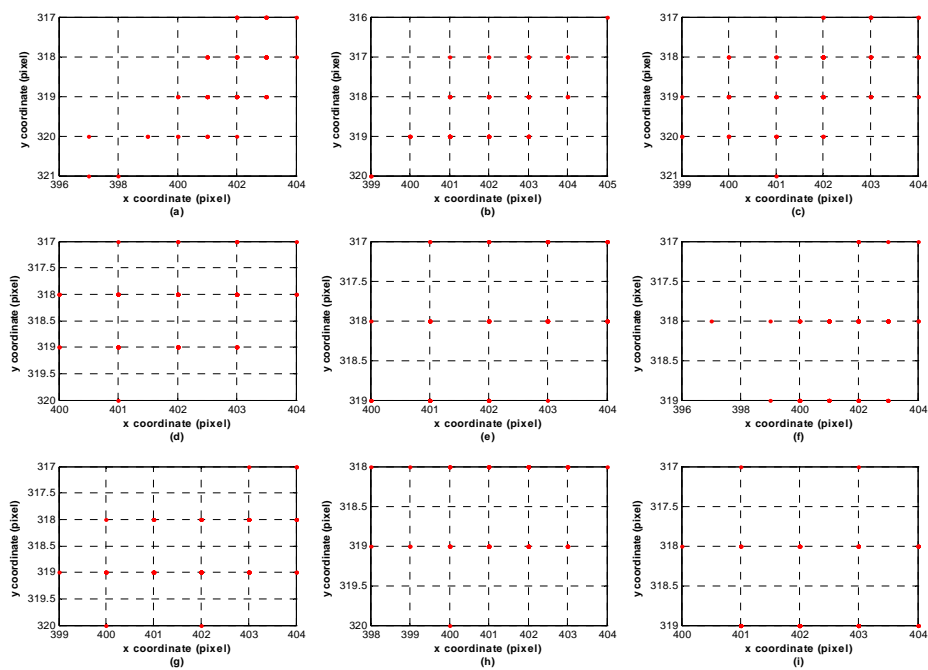 317
318
319
320
321
396 398 400 402 404
y coordinate (pixel)
x coordinate (pixel)
(a)
316
317
318
319
320
399 400 401 402 403 404 405
y coordinate (pixel)
x coordinate (pixel)
(b)
317
318
319
320
321
399 400 401 402 403 404
y coordinate (pixel)
x coordinate (pixel)
(c)
317
317.5
318
318.5
319
319.5
320
400 401 402 403 404
y coordinate (pixel)
x coordinate (pixel)
(d)
317
317.5
318
318.5
319
400 401 402 403 404
y coordinate (pixel)
x coordinate (pixel)
(e)
317
317.5
318
318.5
319
396 398 400 402 404
y coordinate (pixel)
x coordinate (pixel)
(f)
317
317.5
318
318.5
319
319.5
320
399 400 401 402 403 404
y coordinate (pixel)
x coordinate (pixel)
(g)
318
318.5
319
319.5
320
398 399 400 401 402 403 404
y coordinate (pixel)
x coordinate (pixel)
(h)
317
317.5
318
318.5
319
400 401 402 403 404
y coordinate (pixel)
x coordinate (pixel)
(i)